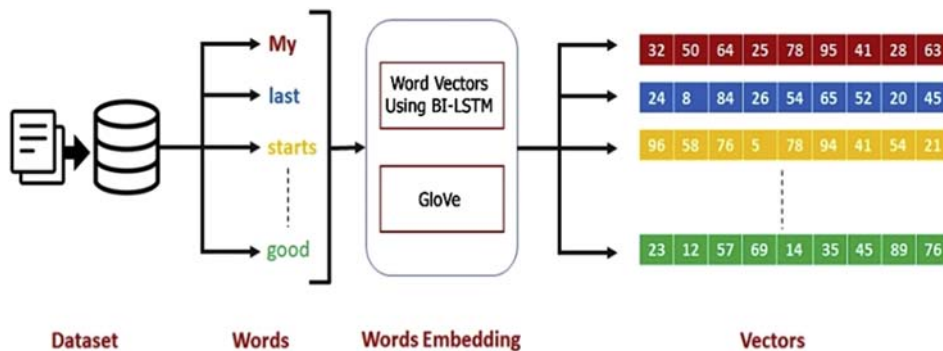 My
last
starts
good
Word Vectors
Using BI-LSTM
GloVe
32 50 64 25 78 95 41 28 63
24 8 84 26 54 65 52 20 45
96 58 76 5 78 94 41 54 21
23 12 57 69 14 35 45 89 76
Dataset
Words
Words Embedding
Vectors